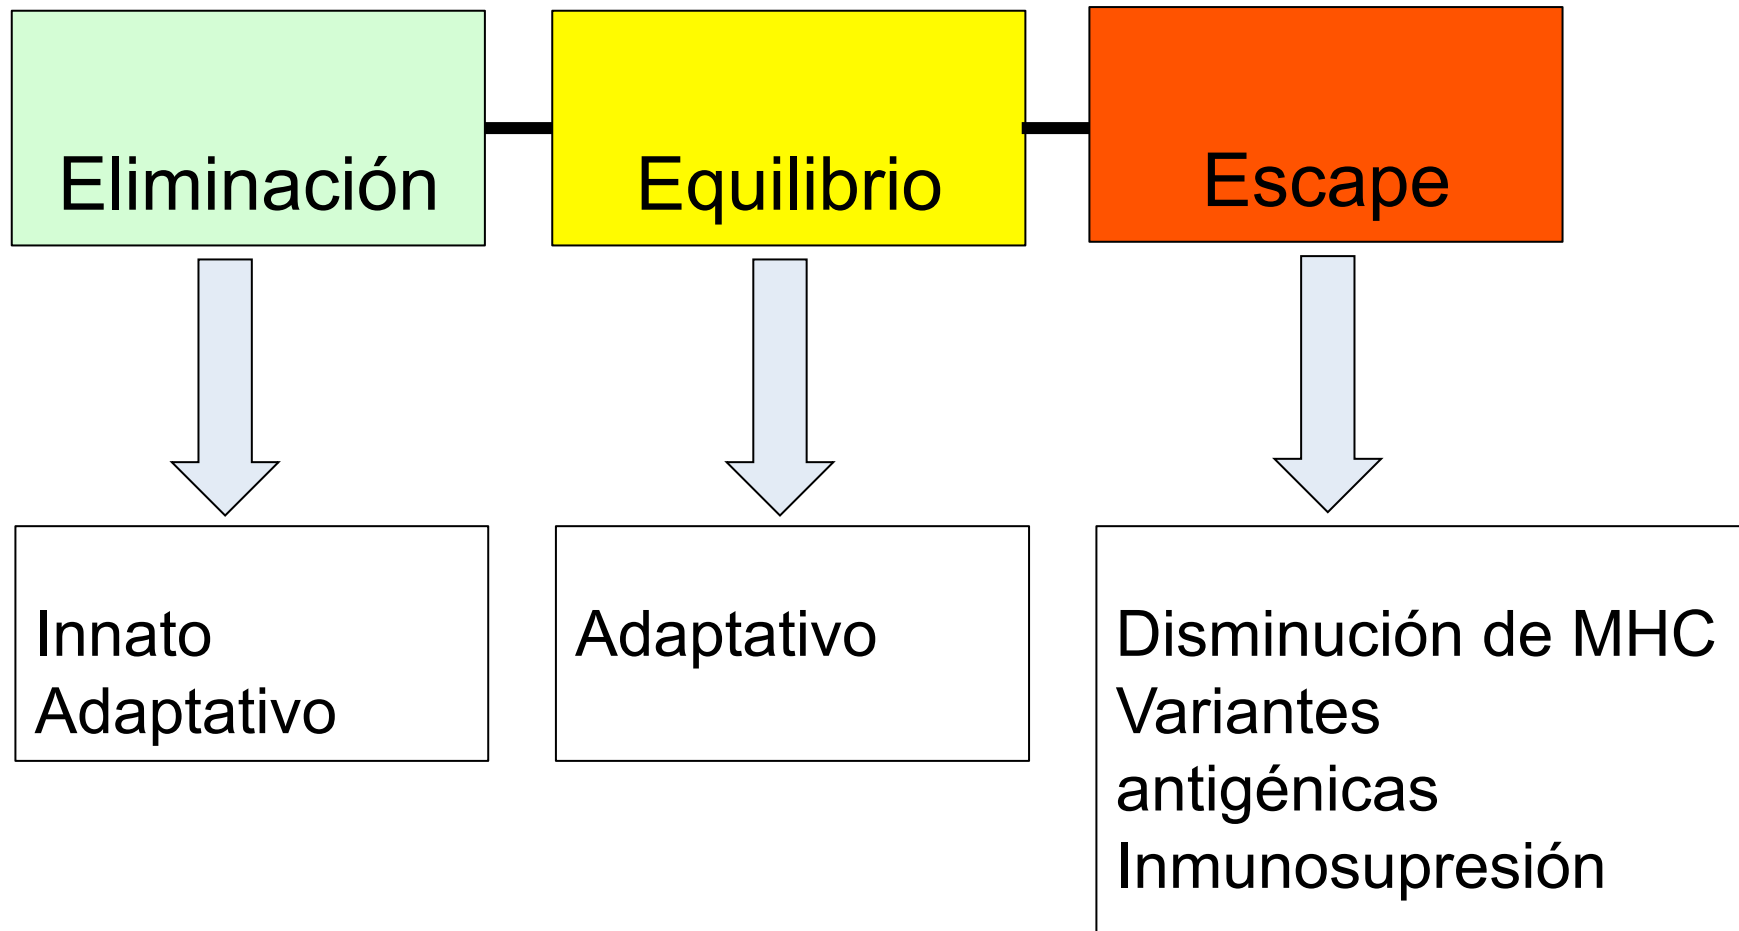 Eliminación
Equilibrio
Escape
Innato
Adaptativo
Adaptativo
Disminución de MHC
Variantes
antigénicas
Inmunosupresión